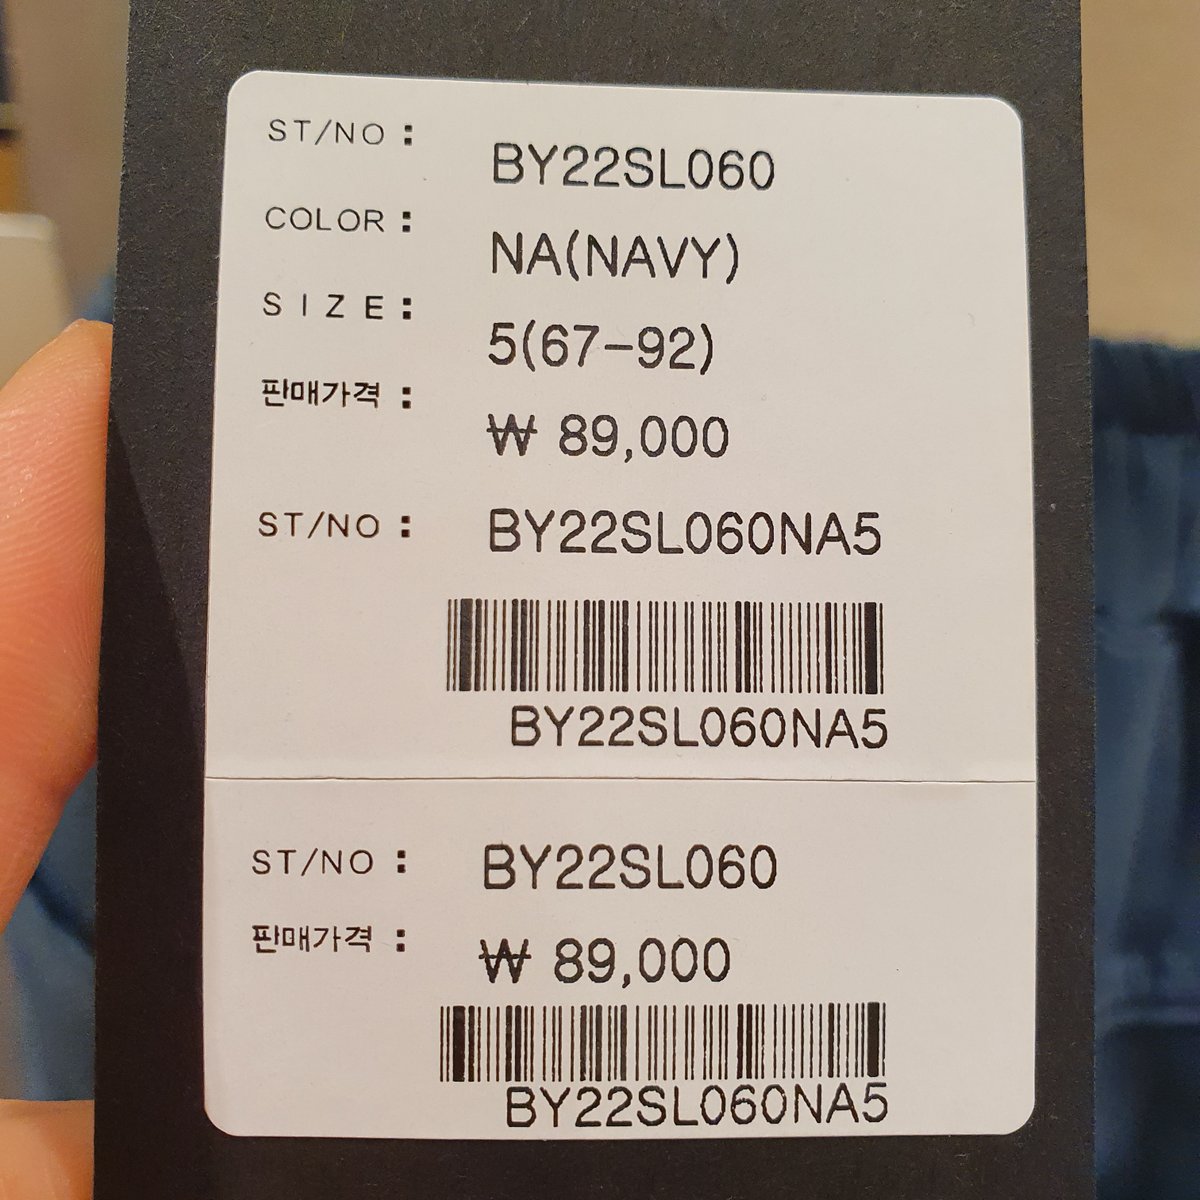 ST/NO : BY22SL060
COLOR : NA(NAVY)
SIZE : 5(67-92)
판매가격 : ₩ 89,000
ST/NO : BY22SL060NA5
BY22SL060NA5
ST/NO : BY22SL060
판매가격 : ₩ 89,000
BY22SL060NA5